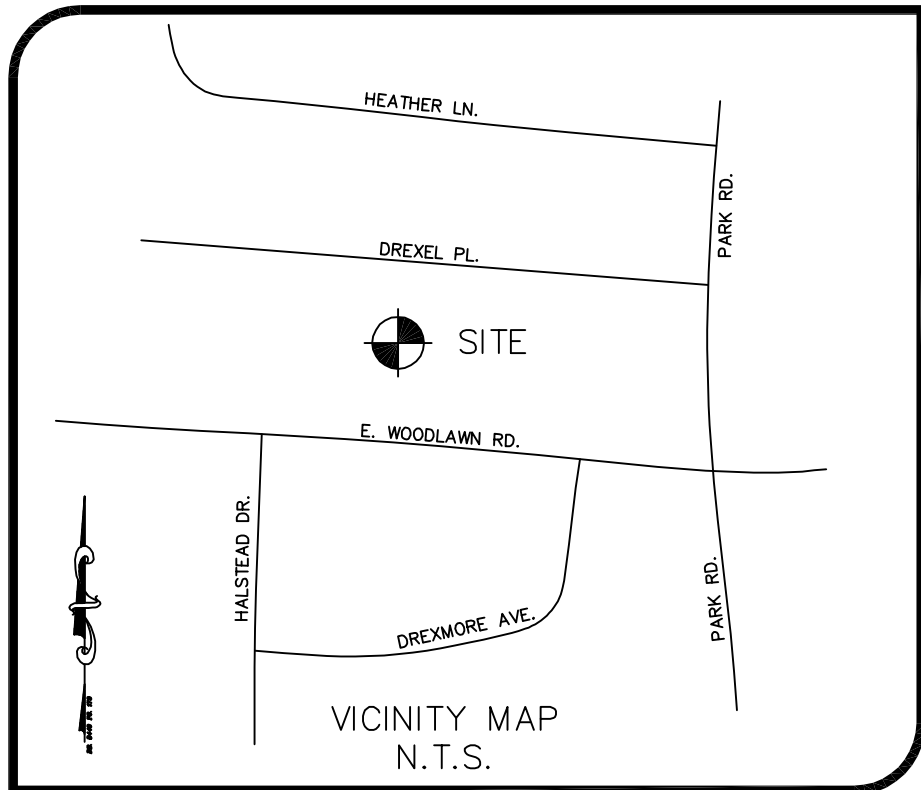 HEATHER LN.
PARK RD.
DREXEL PL.
SITE
E. WOODLAWN RD.
HALSTEAD DR.
PARK RD.
DREXMORE AVE.
VICINITY MAP
N.T.S.